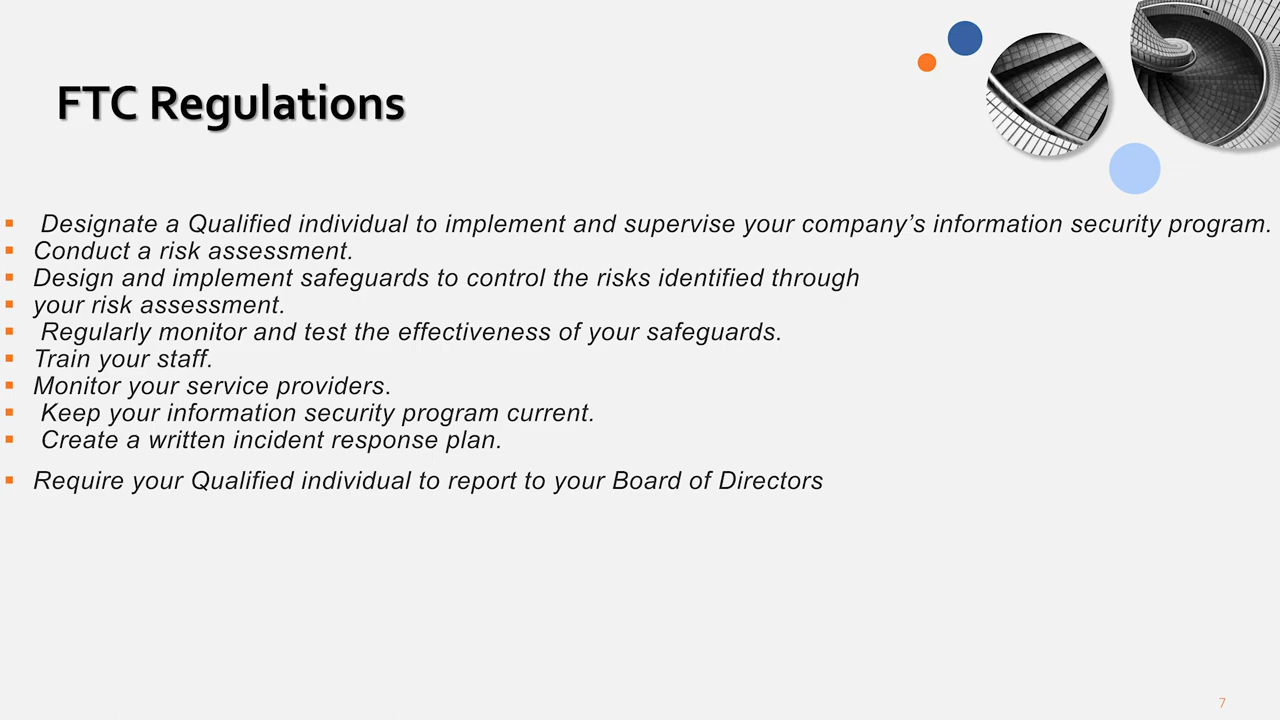 FTC Regulations
▪ Designate a Qualified individual to implement and supervise your company’s information security program.
▪ Conduct a risk assessment.
▪ Design and implement safeguards to control the risks identified through
▪ your risk assessment.
▪ Regularly monitor and test the effectiveness of your safeguards.
▪ Train your staff.
▪ Monitor your service providers.
▪ Keep your information security program current.
▪ Create a written incident response plan.
▪ Require your Qualified individual to report to your Board of Directors
7